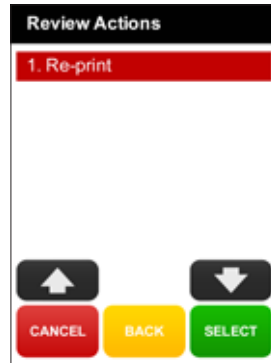 Review Actions
1. Re-print
CANCEL
BACK
SELECT